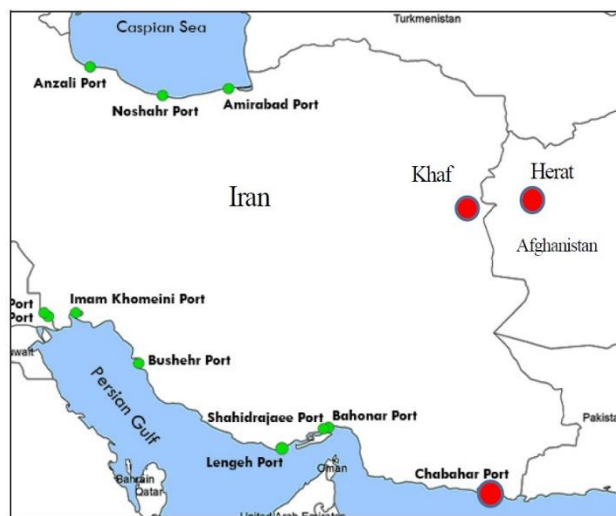 Turkmenistan
Caspian Sea
Anzali Port
Noshahr Port
Amirabad Port
Khaf
Herat
Iran
Afghanistan
Port
Port
Imam Khomeini Port
Bushehr Port
Persian Gulf
Shahidrajaee Port
Bahonar Port
Lengeh Port
Oman
Chabahar Port
Bahrain
Qatar